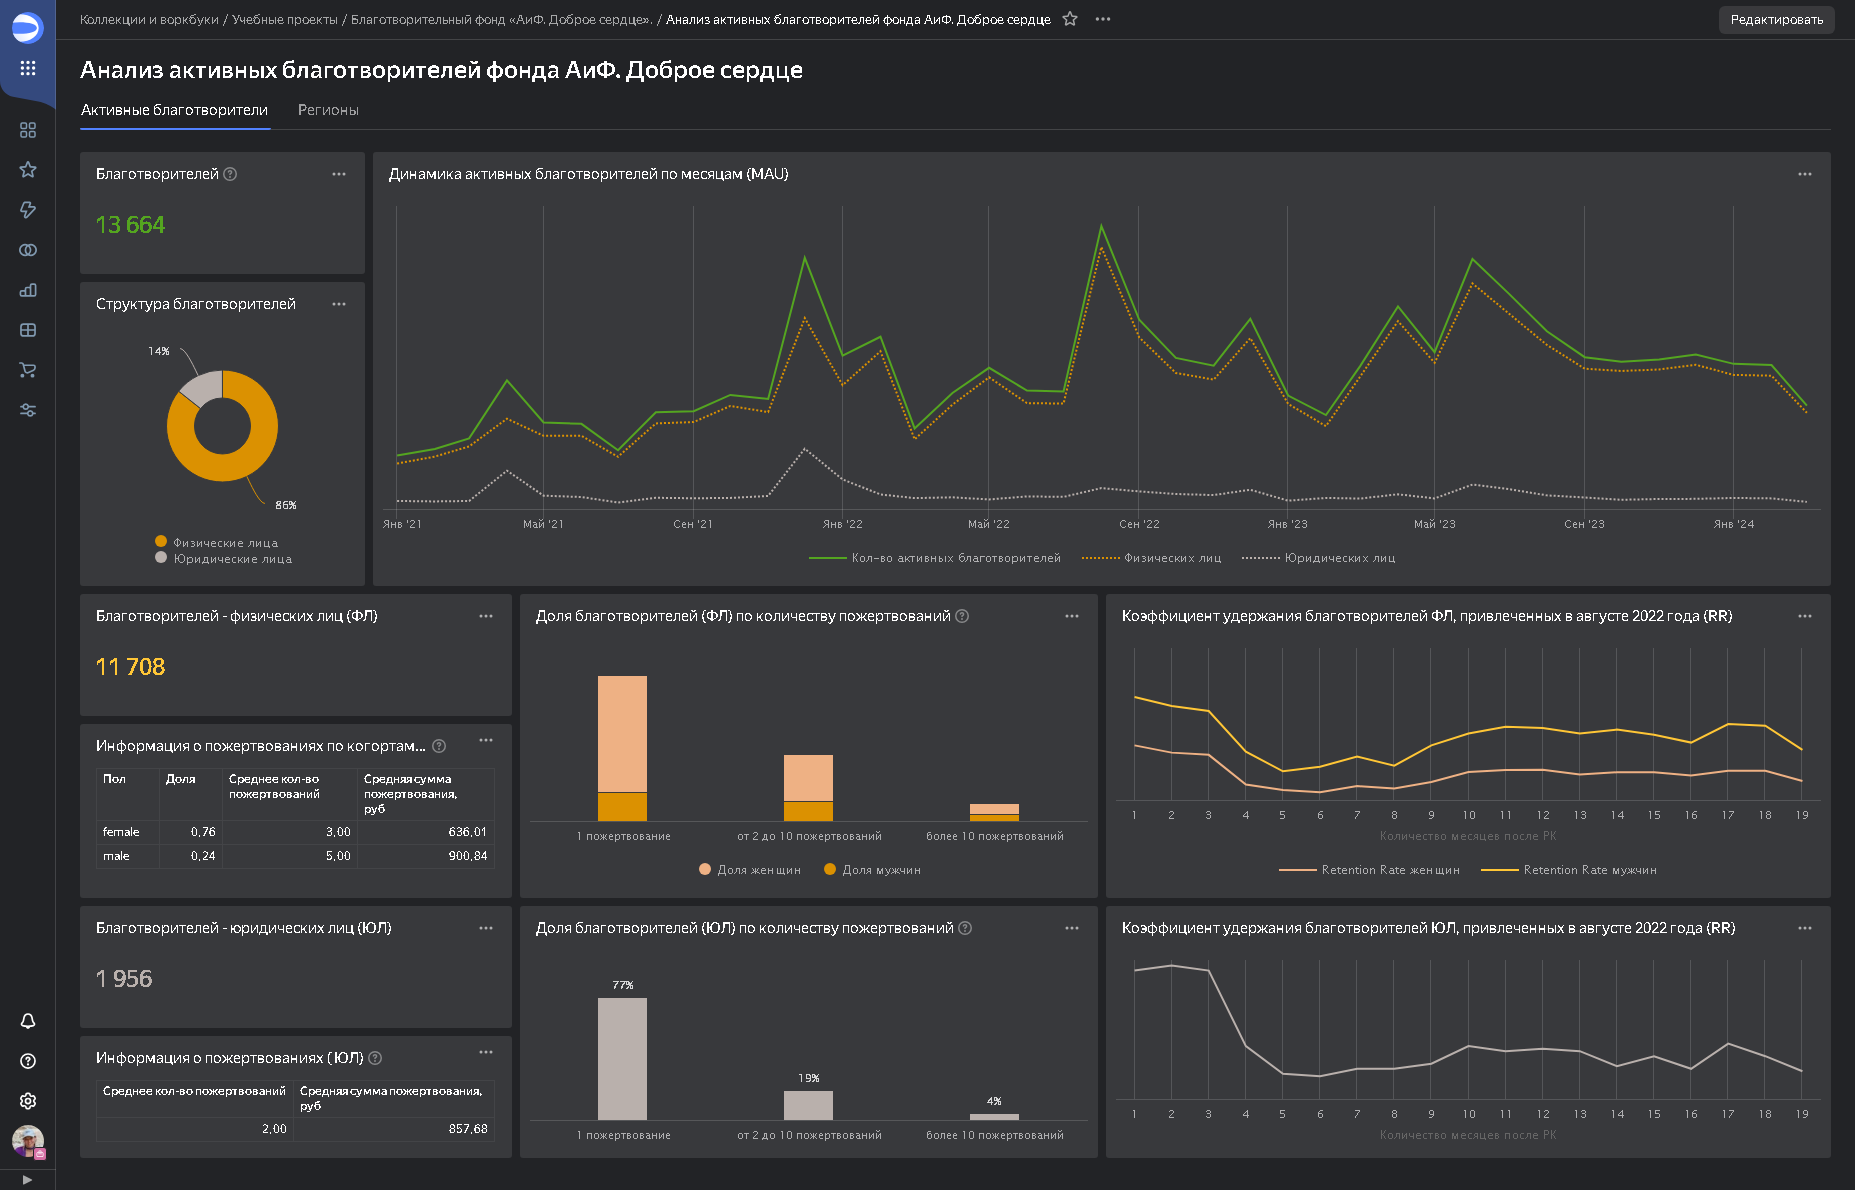 Коллекции и воркбуки / Учебные проекты / Благотворительный фонд «АиФ. Доброе сердце». / Анализ активных благотворителей фонда АиФ. Доброе сердце
Редактировать
Анализ активных благотворителей фонда АиФ. Доброе сердце
Активные благотворители
Регионы
Благотворителей
13 664
Структура благотворителей
14%
86%
Физические лица
Юридические лица
Динамика активных благотворителей по месяцам (MAU)
Янв '21 Май '21 Сен '21 Янв '22 Май '22 Сен '22 Янв '23 Май '23 Сен '23 Янв '24
Кол-во активных благотворителей Физических лиц Юридических лиц
Благотворителей - физических лиц (ФЛ)
11 708
Информация о пожертвованиях по когортам...
Пол Доля Среднее кол-во пожертвований Средняя сумма пожертвования, руб
female 0,76 3,00 636,01
male 0,24 5,00 900,84
Доля благотворителей (ФЛ) по количеству пожертвований
1 пожертвование от 2 до 10 пожертвований более 10 пожертвований
Доля женщин Доля мужчин
Коэффициент удержания благотворителей ФЛ, привлеченных в августе 2022 года (RR)
1 2 3 4 5 6 7 8 9 10 11 12 13 14 15 16 17 18 19
Количество месяцев после РК
Retention Rate женщин Retention Rate мужчин
Благотворителей - юридических лиц (ЮЛ)
1 956
Информация о пожертвованиях (ЮЛ)
Среднее кол-во пожертвований Средняя сумма пожертвования, руб
2,00 857,68
Доля благотворителей (ЮЛ) по количеству пожертвований
77%
19%
4%
1 пожертвование от 2 до 10 пожертвований более 10 пожертвований
Коэффициент удержания благотворителей ЮЛ, привлеченных в августе 2022 года (RR)
1 2 3 4 5 6 7 8 9 10 11 12 13 14 15 16 17 18 19
Количество месяцев после РК